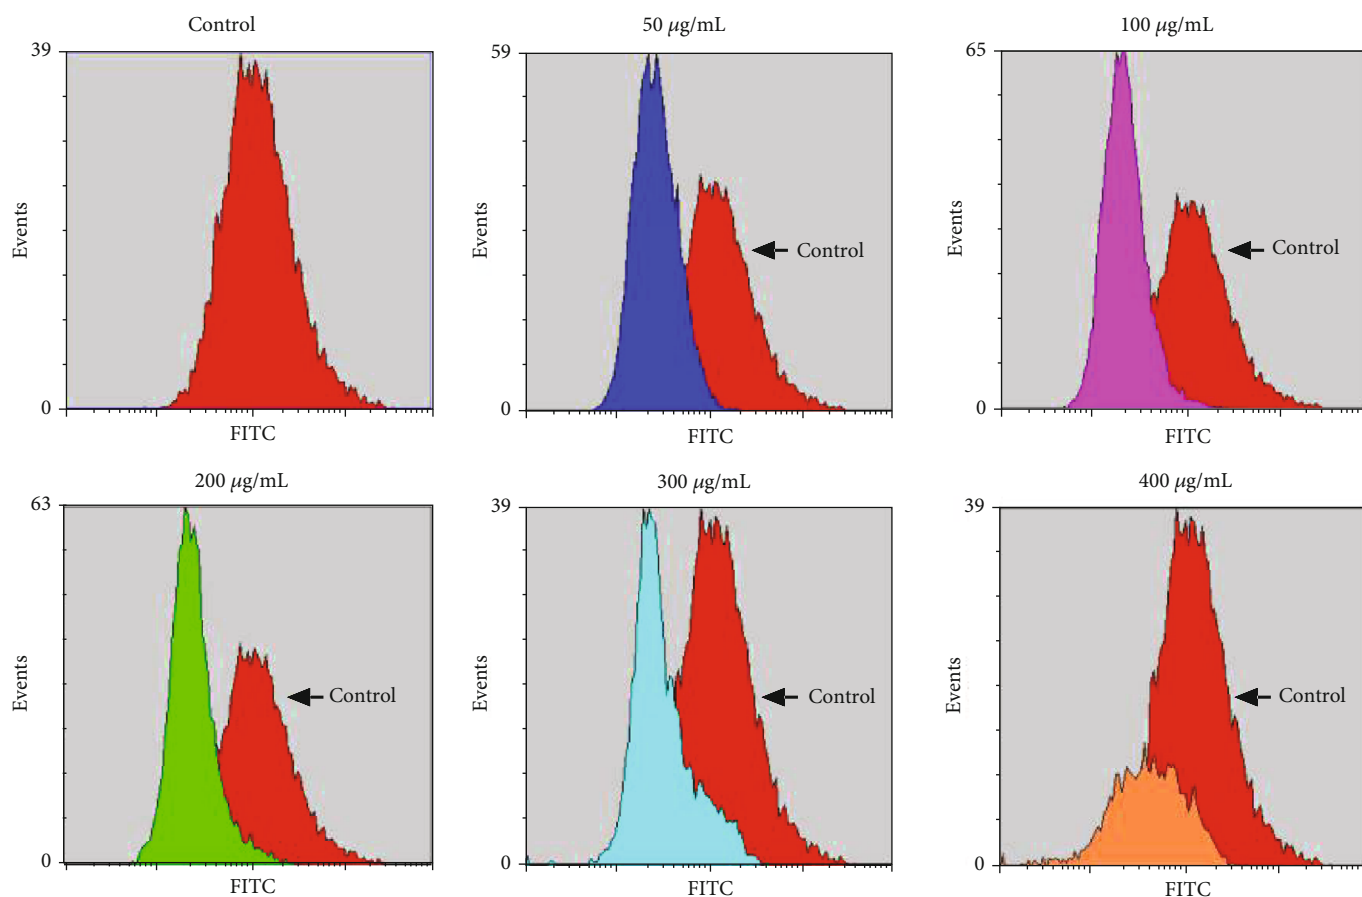 Control
50 µg/mL
100 µg/mL
39
59
65
Events
Events
Events
Control
Control
0
0
0
FITC
FITC
FITC
200 µg/mL
300 µg/mL
400 µg/mL
63
39
39
Events
Events
Events
Control
Control
Control
0
0
0
FITC
FITC
FITC